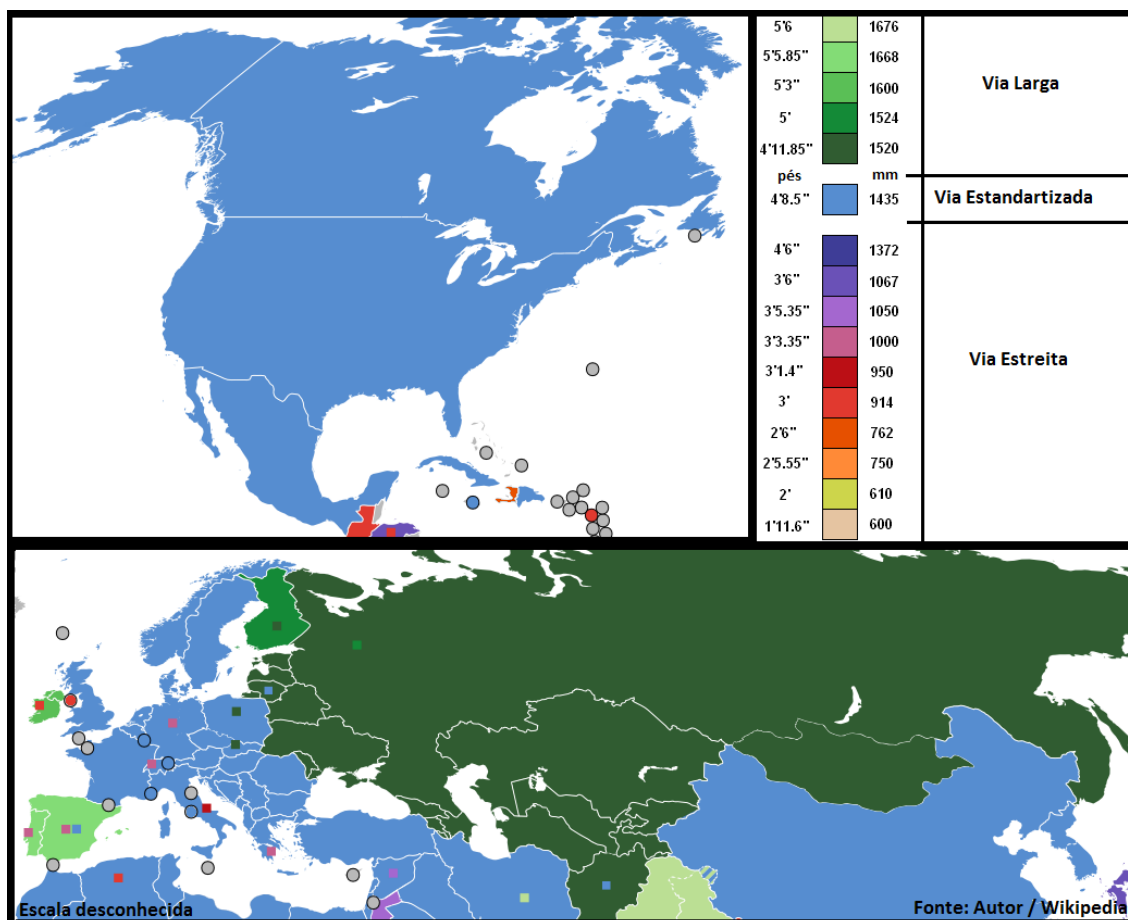 5'6 1676
5'5.85" 1668
5'3" 1600
5' 1524
4'11.85" 1520
Via Larga
pés mm
4'8.5" 1435
Via Estandartizada
4'6" 1372
3'6" 1067
3'5.35" 1050
3'3.35" 1000
3'1.4" 950
3' 914
2'6" 762
2'5.55" 750
2' 610
1'11.6" 600
Via Estreita
Escala desconhecida
Fonte: Autor / Wikipedia